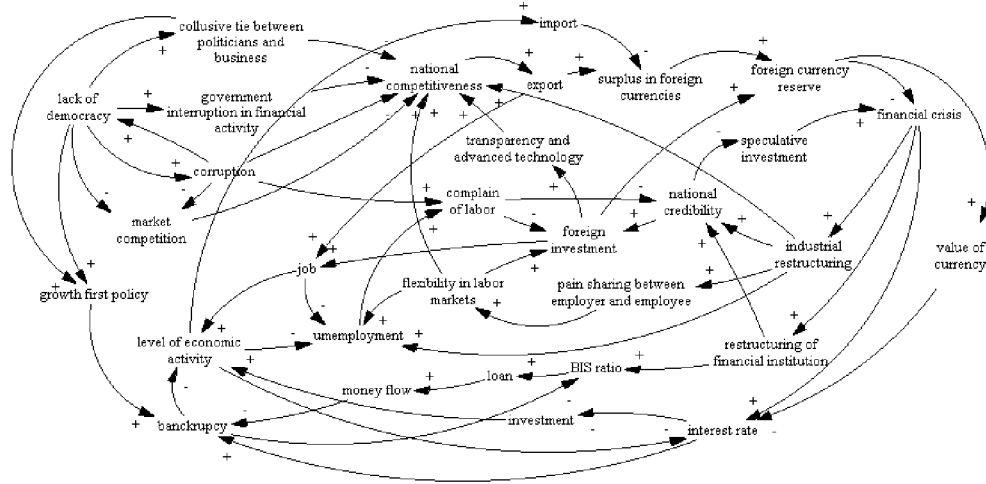 import
collusive tie between
politicians and
business
national
competitiveness
export
surplus in foreign
currencies
foreign currency
reserve
lack of
democracy
government
interruption in financial
activity
financial crisis
transparency and
advanced technology
speculative
investment
corruption
complain
of labor
national
credibility
market
competition
foreign
investment
industrial
restructuring
value of
currency
job
growth first policy
flexibility in labor
markets
pain sharing between
employer and employee
umemployment
level of economic
activity
restructuring of
financial institution
BIS ratio
loan
money flow
banckrupcy
investment
interest rate